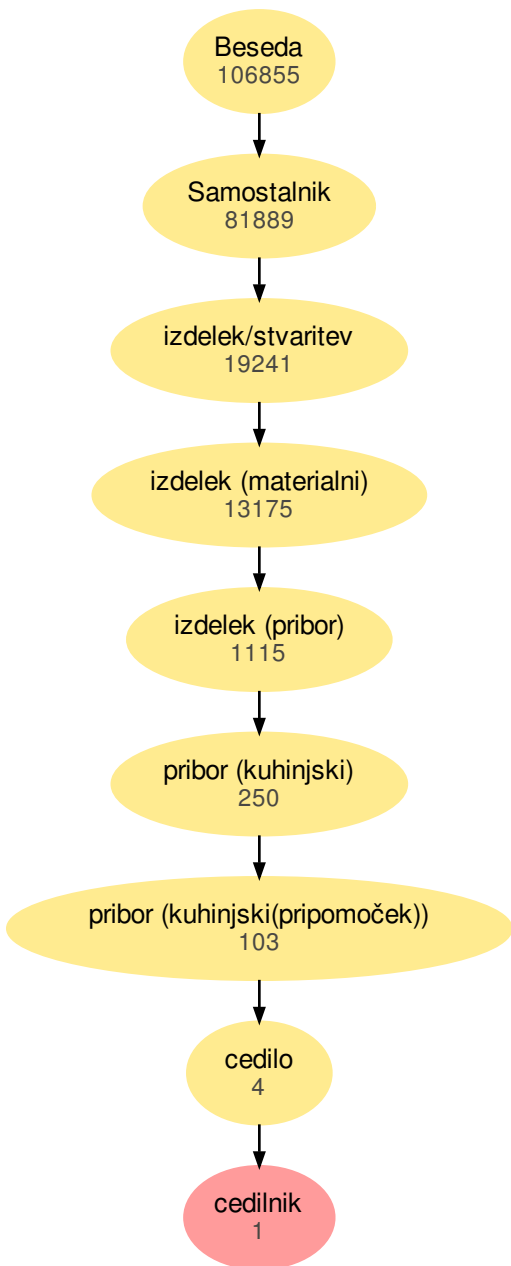 Beseda
106855
Samostalnik
81889
izdelek/stvaritev
19241
izdelek (materialni)
13175
izdelek (pribor)
1115
pribor (kuhinjski)
250
pribor (kuhinjski(pripomoček))
103
cedilo
4
cedilnik
1